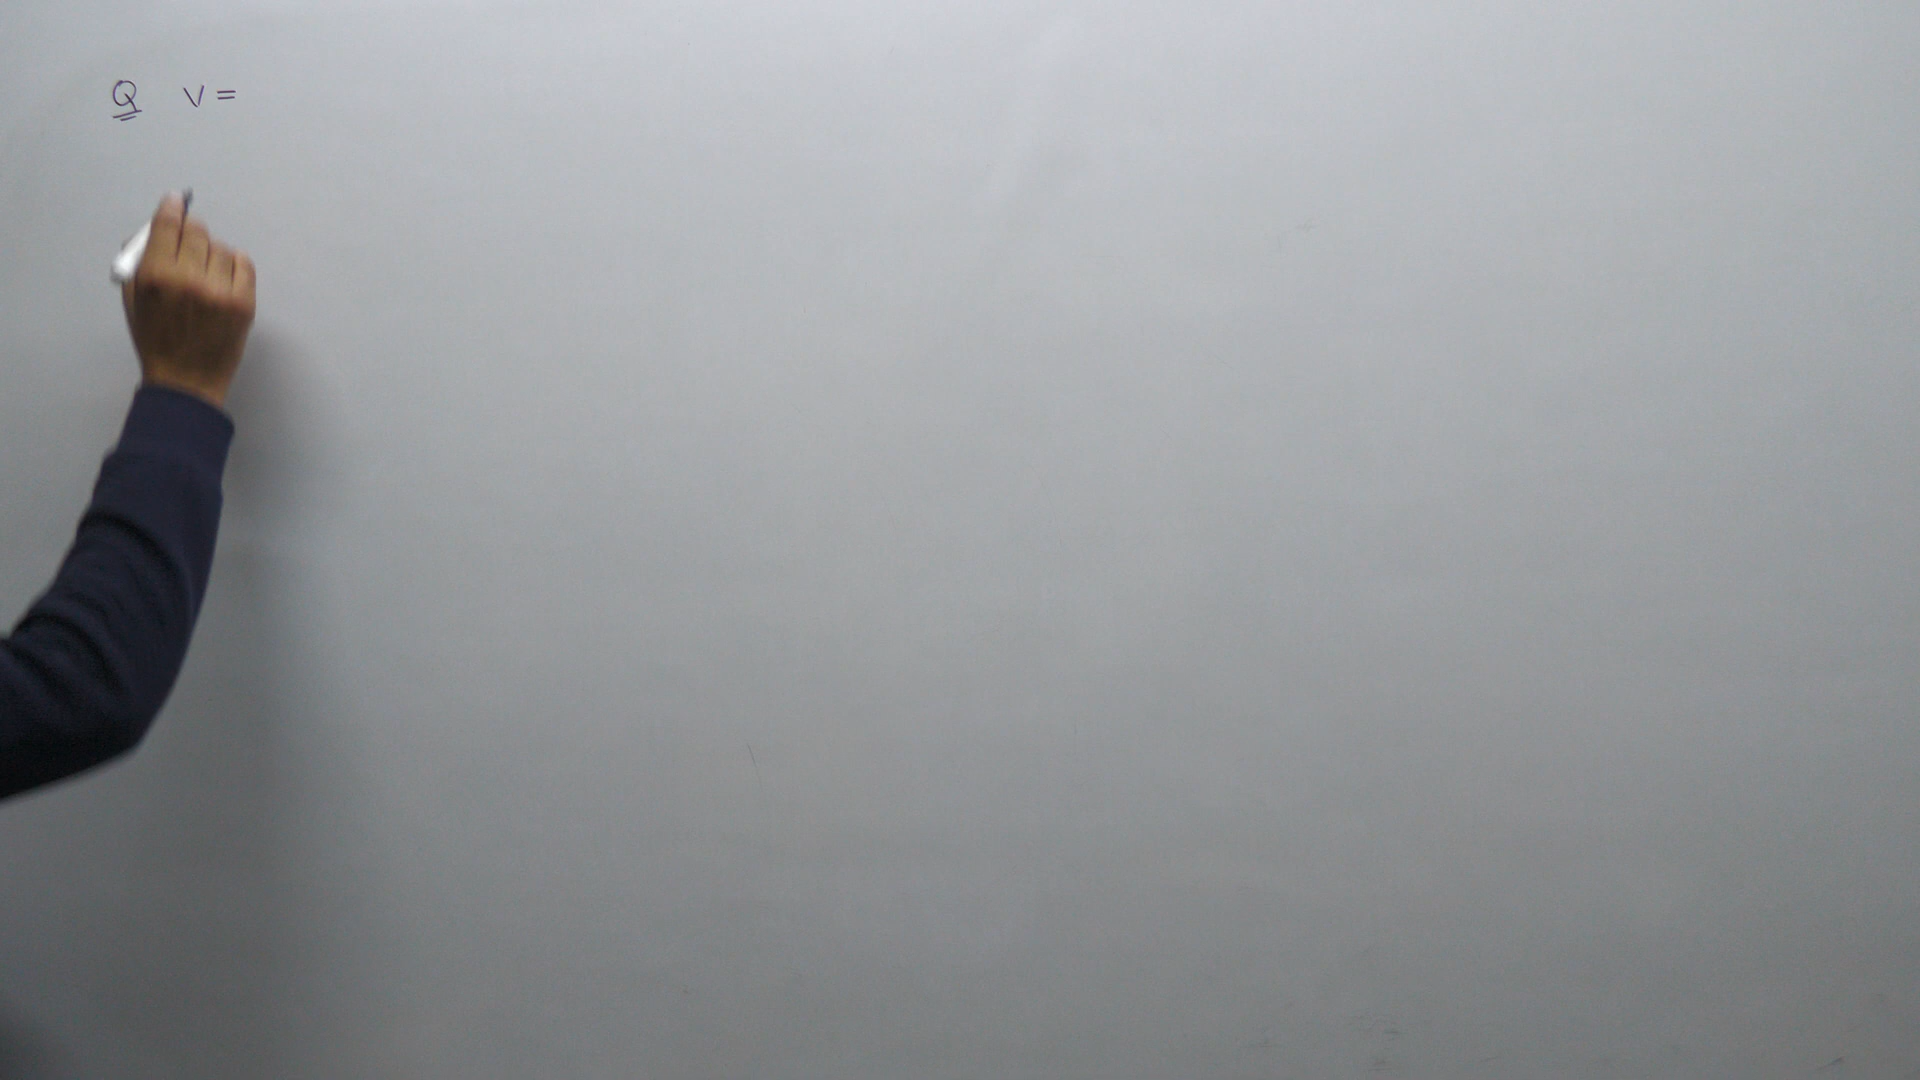 Q V =